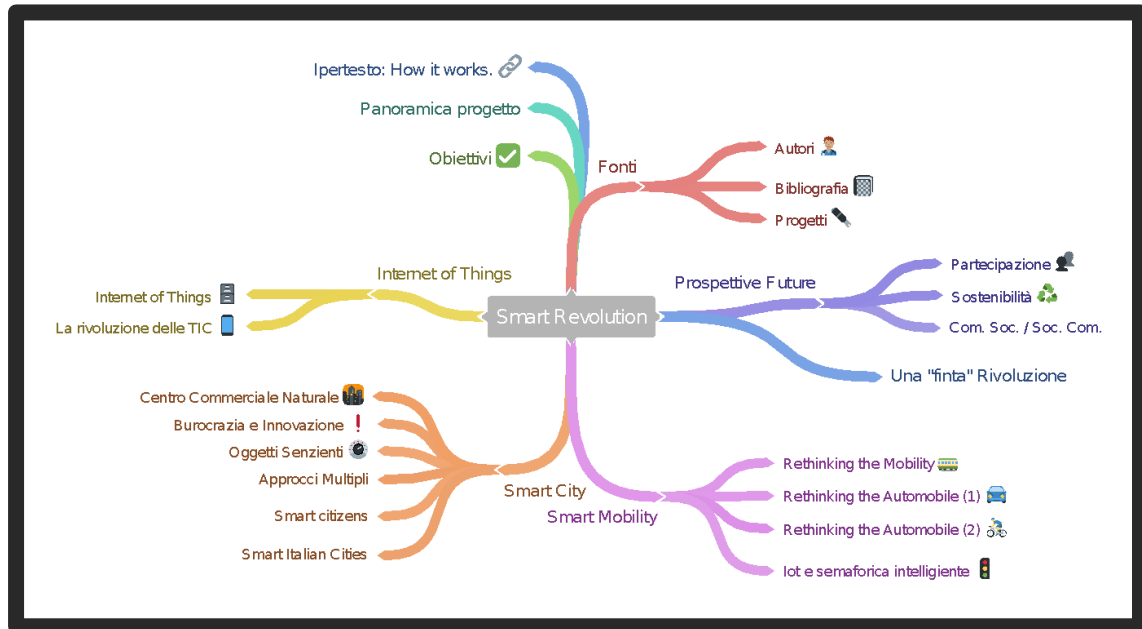 Ipertesto: How it works.
Panoramica progetto
Obiettivi
Fonti
Autori
Bibliografia
Progetti
Internet of Things
Internet of Things
La rivoluzione delle TIC
Smart Revolution
Prospettive Future
Partecipazione
Sostenibilità
Com. Soc. / Soc. Com.
Una "finta" Rivoluzione
Centro Commerciale Naturale
Burocrazia e Innovazione
Oggetti Senzienti
Approcci Multipli
Smart citizens
Smart Italian Cities
Smart City
Smart Mobility
Rethinking the Mobility
Rethinking the Automobile (1)
Rethinking the Automobile (2)
Iot e semaforica intelligiente